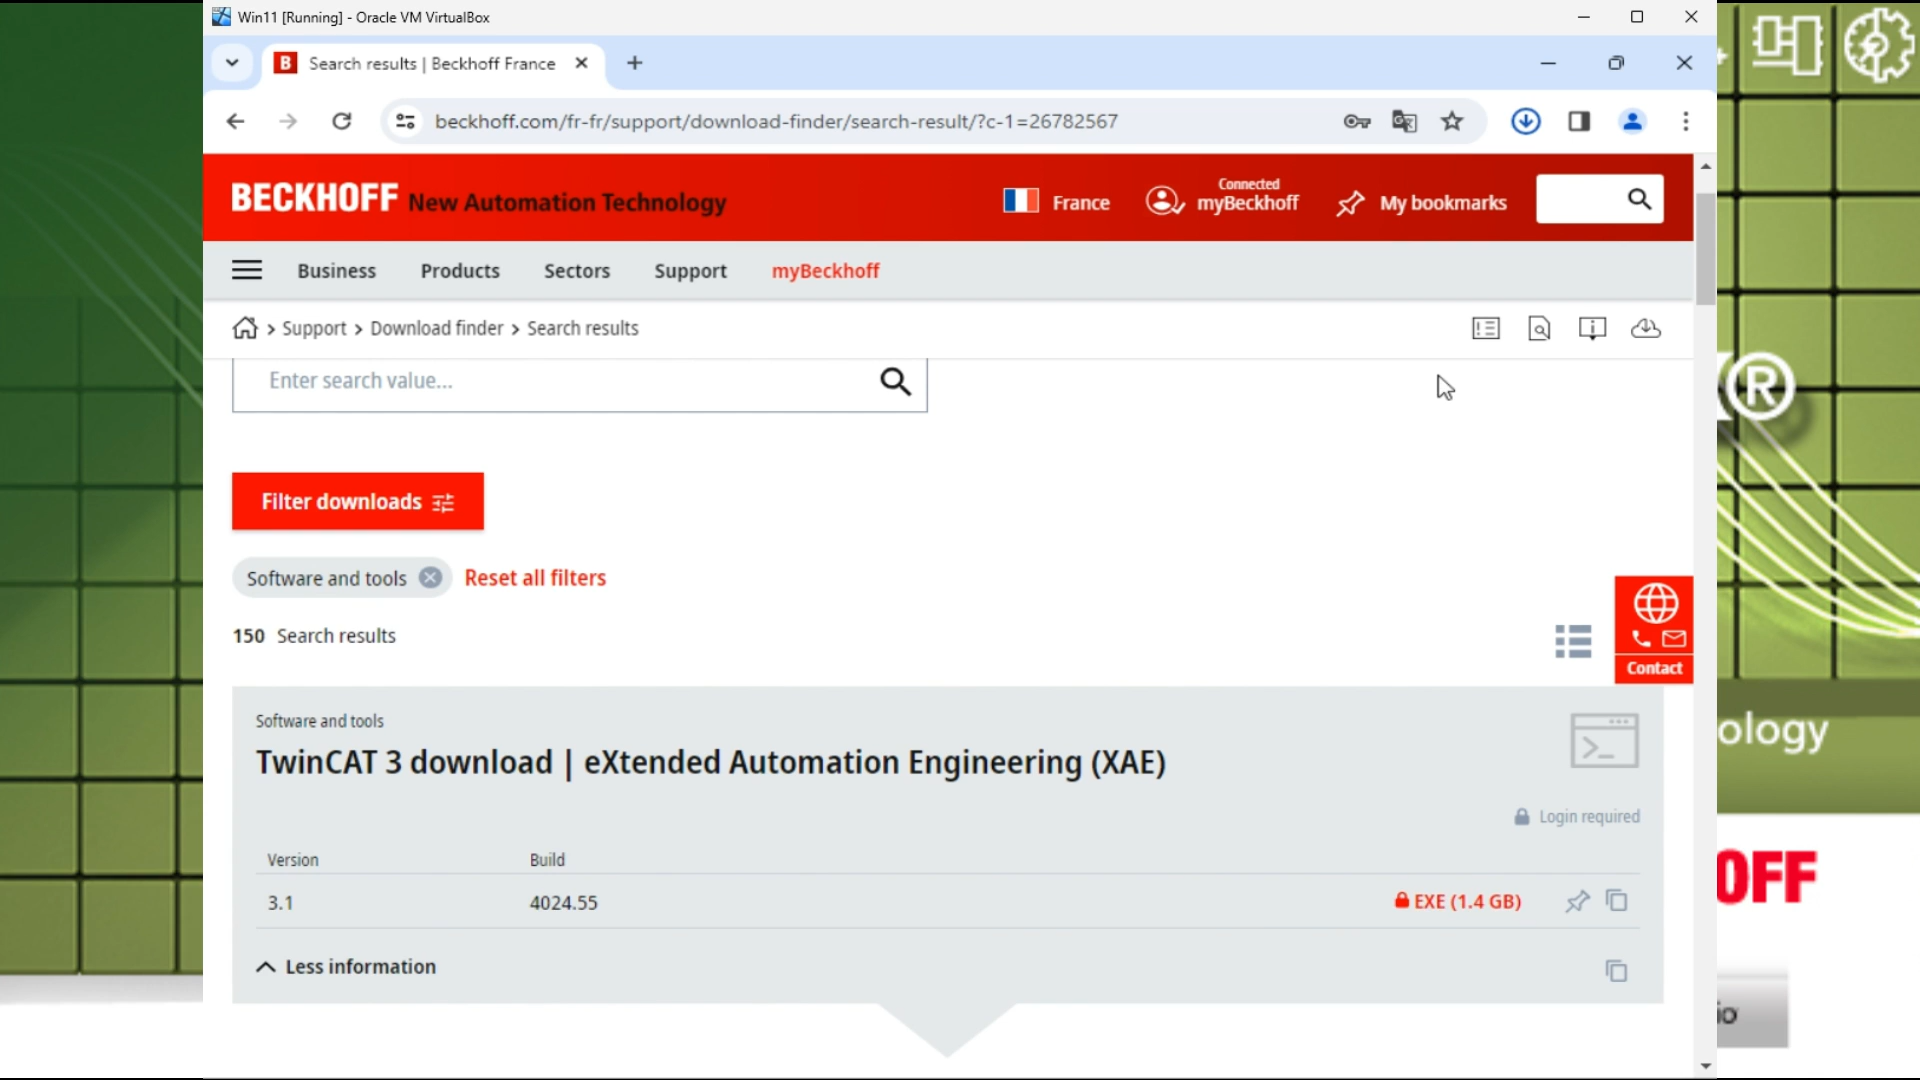 Win11 [Running] - Oracle VM VirtualBox
Search results | Beckhoff France
beckhoff.com/fr-fr/support/download-finder/search-result/?c-1=26782567
BECKHOFF New Automation Technology
France
Connected
myBeckhoff
My bookmarks
Business
Products
Sectors
Support
myBeckhoff
Support > Download finder > Search results
Enter search value...
®
Filter downloads
Software and tools
Reset all filters
150 Search results
Contact
Software and tools
TwinCAT 3 download | eXtended Automation Engineering (XAE)
ology
Login required
Version
Build
3.1
4024.55
EXE (1.4 GB)
OFF
Less information
io